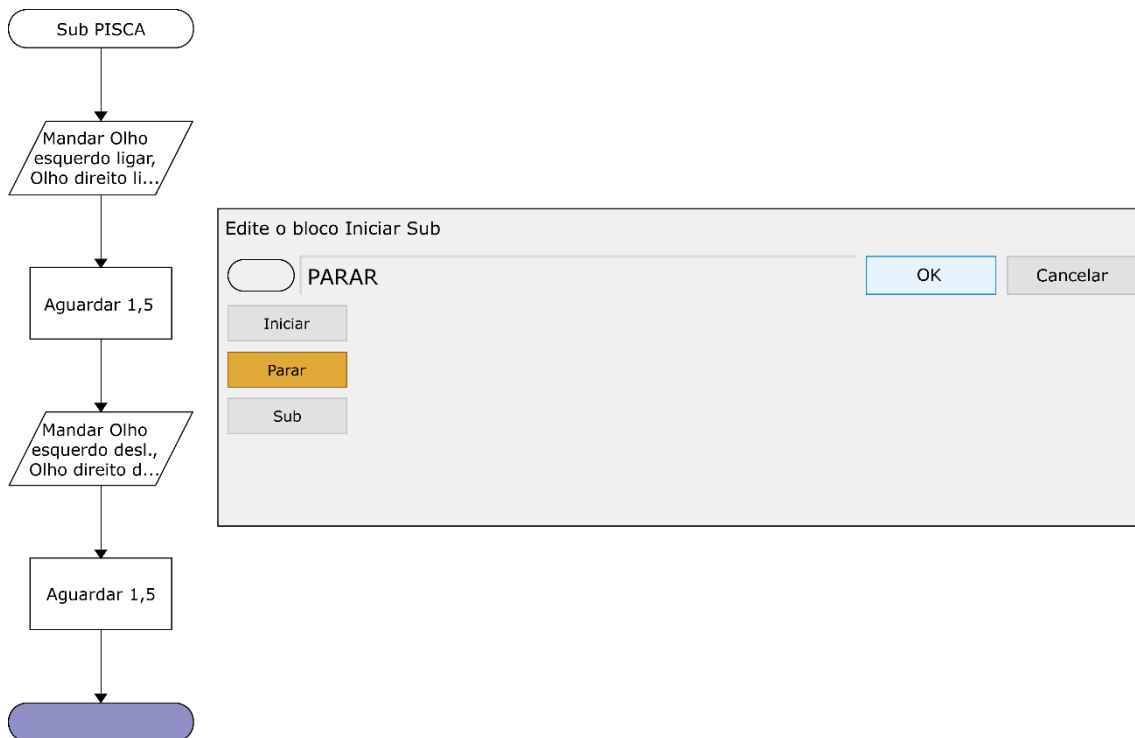 Sub PISCA
Mandar Olho
esquerdo ligar,
Olho direito li...
Aguardar 1,5
Mandar Olho
esquerdo desl.,
Olho direito d...
Aguardar 1,5
Edite o bloco Iniciar Sub
PARAR
OK
Cancelar
Iniciar
Parar
Sub